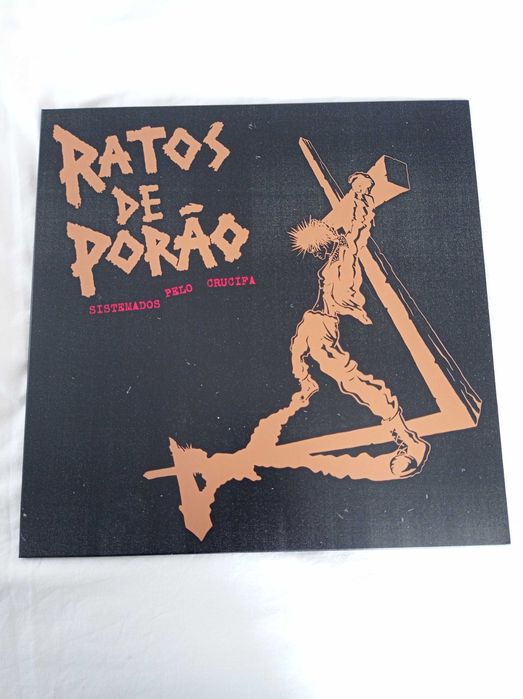 RATOS
DE
PORÃO
SISTEMADOS PELO CRUCIFA